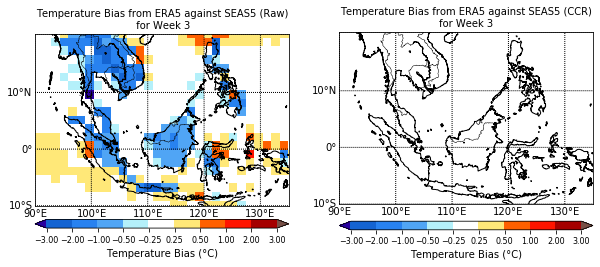 Temperature Bias from ERA5 against SEAS5 (Raw)
for Week 3
10°N
0°
10°S
90°E 100°E 110°E 120°E 130°E
−3.00 −2.00 −1.00 −0.50 −0.25 0.25 0.50 1.00 2.00 3.00
Temperature Bias (°C)
Temperature Bias from ERA5 against SEAS5 (CCR)
for Week 3
10°N
0°
10°S
90°E 100°E 110°E 120°E 130°E
−3.00 −2.00 −1.00 −0.50 −0.25 0.25 0.50 1.00 2.00 3.00
Temperature Bias (°C)